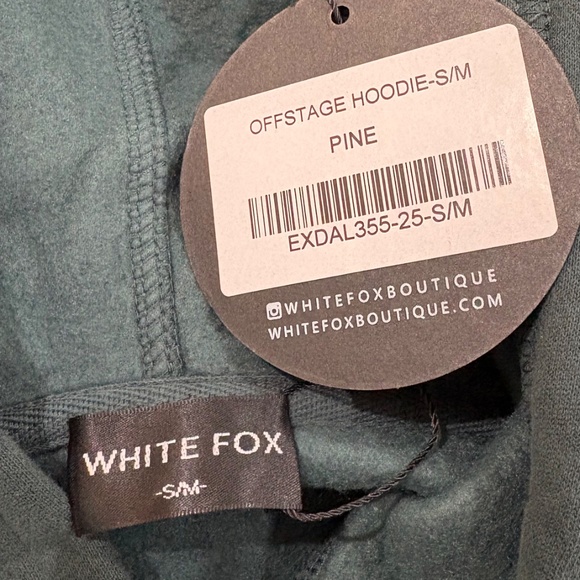 OFFSTAGE HOODIE-S/M
PINE
EXDAL355-25-S/M
WHITEFOXBOUTIQUE
WHITEFOXBOUTIQUE.COM
WHITE FOX
-S/M-